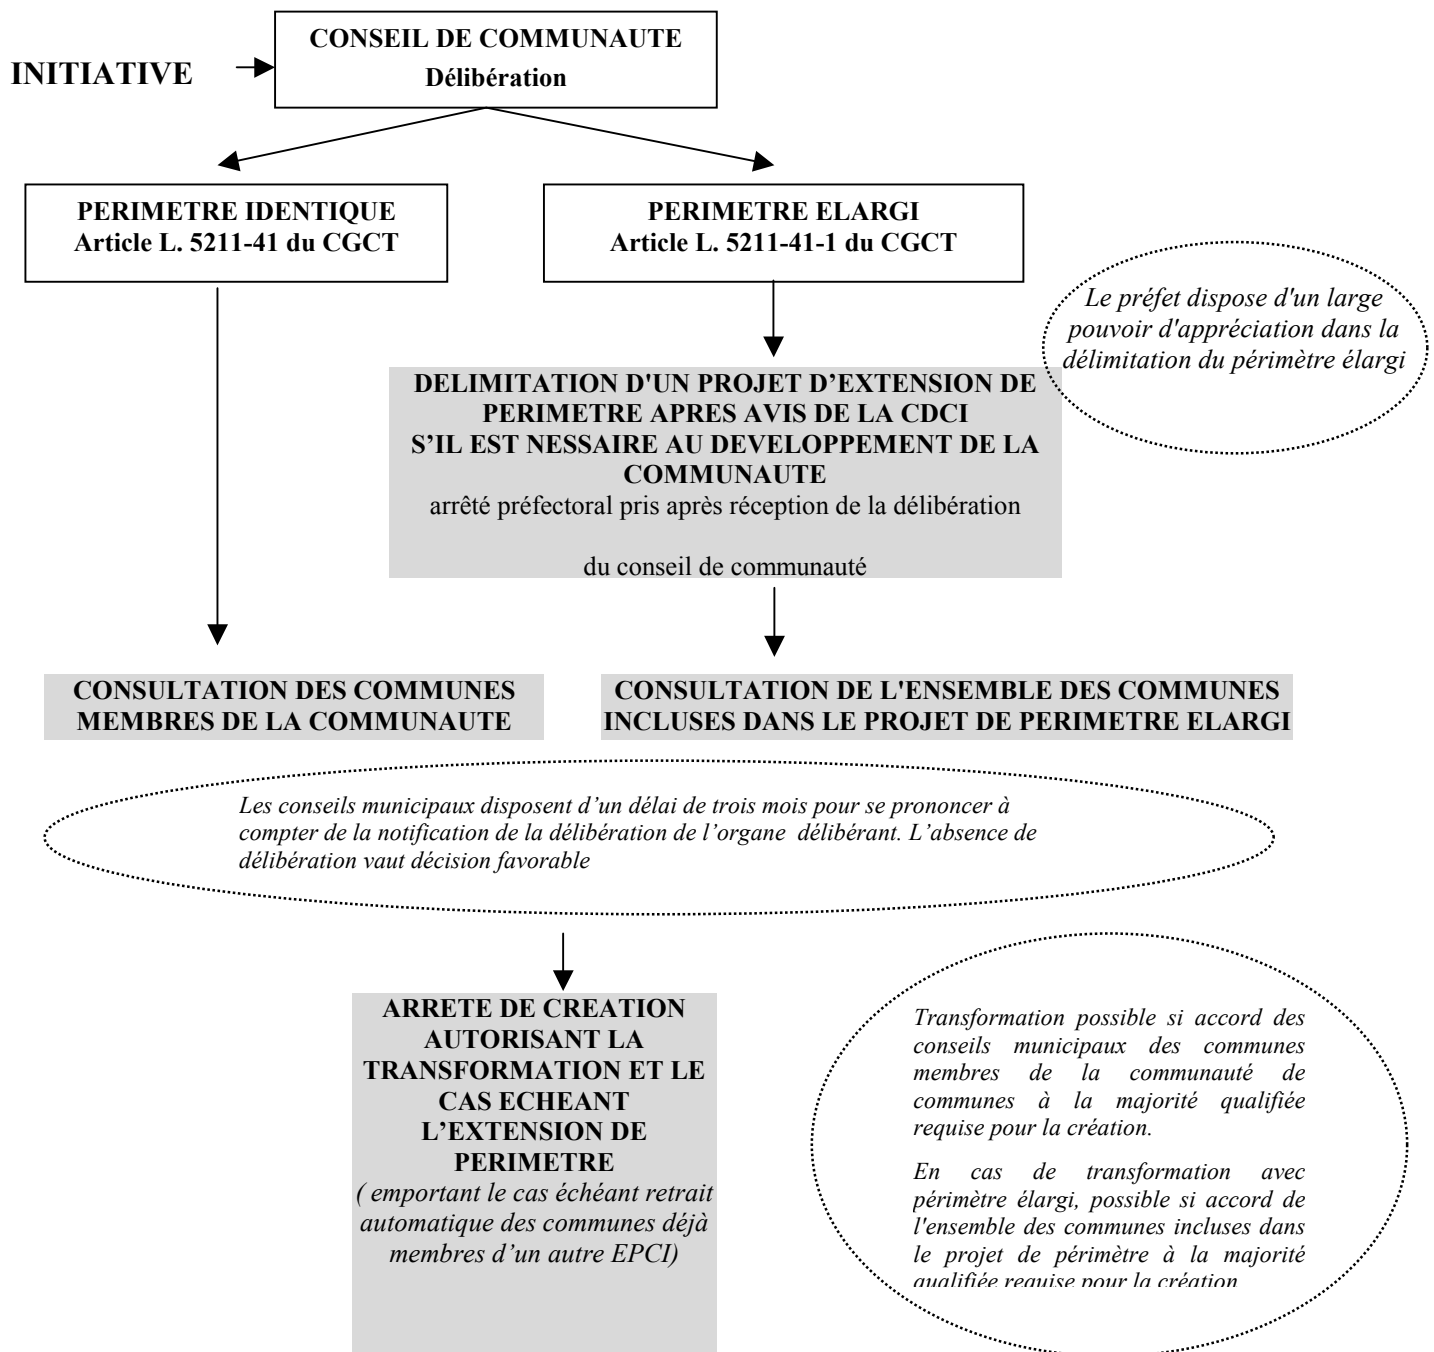 CONSEIL DE COMMUNAUTE
INITIATIVE
Délibération
PERIMETRE IDENTIQUE
Article L. 5211-41 du CGCT
PERIMETRE ELARGI
Article L. 5211-41-1 du CGCT
Le préfet dispose d'un large
pouvoir d'appréciation dans la
délimitation du périmètre élargi
DELIMITATION D'UN PROJET D’EXTENSION DE
PERIMETRE APRES AVIS DE LA CDCI
S’IL EST NESSAIRE AU DEVELOPPEMENT DE LA
COMMUNAUTE
arrêté préfectoral pris après réception de la délibération
du conseil de communauté
CONSULTATION DES COMMUNES
MEMBRES DE LA COMMUNAUTE
CONSULTATION DE L'ENSEMBLE DES COMMUNES
INCLUSES DANS LE PROJET DE PERIMETRE ELARGI
Les conseils municipaux disposent d’un délai de trois mois pour se prononcer à
compter de la notification de la délibération de l’organe délibérant. L’absence de
délibération vaut décision favorable
ARRETE DE CREATION
AUTORISANT LA
TRANSFORMATION ET LE
CAS ECHEANT
L’EXTENSION DE
PERIMETRE
( emportant le cas échéant retrait
automatique des communes déjà
membres d’un autre EPCI)
Transformation possible si accord des
conseils municipaux des communes
membres de la communauté de
communes à la majorité qualifiée
requise pour la création.
En cas de transformation avec
périmètre élargi, possible si accord de
l'ensemble des communes incluses dans
le projet de périmètre à la majorité
qualifiée requise pour la création